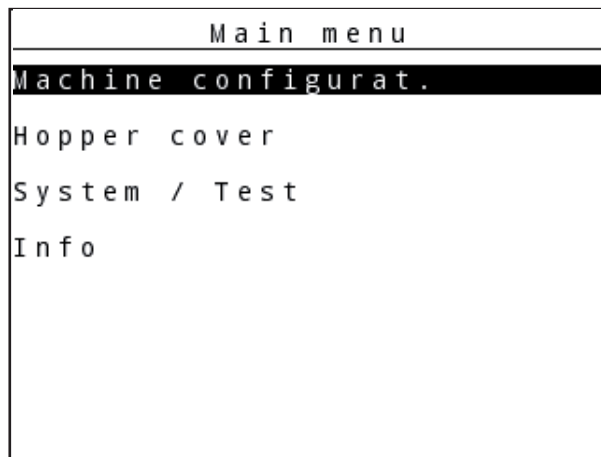 Main menu
Machine configurat.
Hopper cover
System / Test
Info